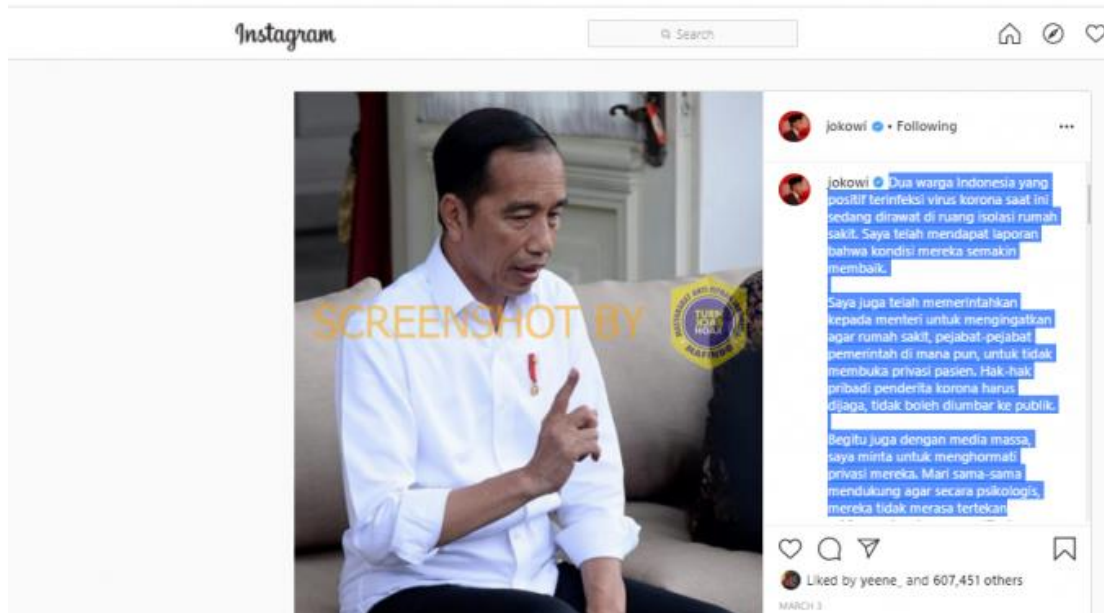 Instagram
Search
jokowi • Following
jokowi Dua warga Indonesia yang
positif terinfeksi virus korona saat ini
sedang dirawat di ruang isolasi rumah
sakit. Saya telah mendapat laporan
bahwa kondisi mereka semakin
membaik.
Saya juga telah memerintahkan
kepada menteri untuk mengingatkan
agar rumah sakit, pejabat-pejabat
pemerintah di mana pun, untuk tidak
membuka privasi pasien. Hak-hak
pribadi penderita korona harus
dijaga, tidak boleh diumbar ke publik.
Begitu juga dengan media massa,
saya minta untuk menghormati
privasi mereka. Mari sama-sama
mendukung agar secara psikologis,
mereka tidak merasa tertekan
SCREENSHOT BY
TURN
HOAX
MAFINDO
Liked by yeene_ and 607,451 others
MARCH 3